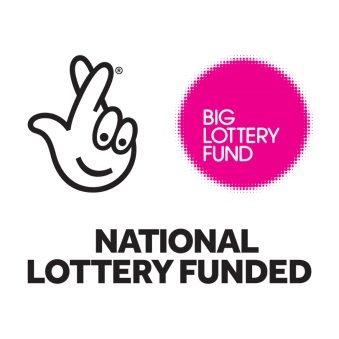 ®
BIG
LOTTERY
FUND
NATIONAL
LOTTERY FUNDED